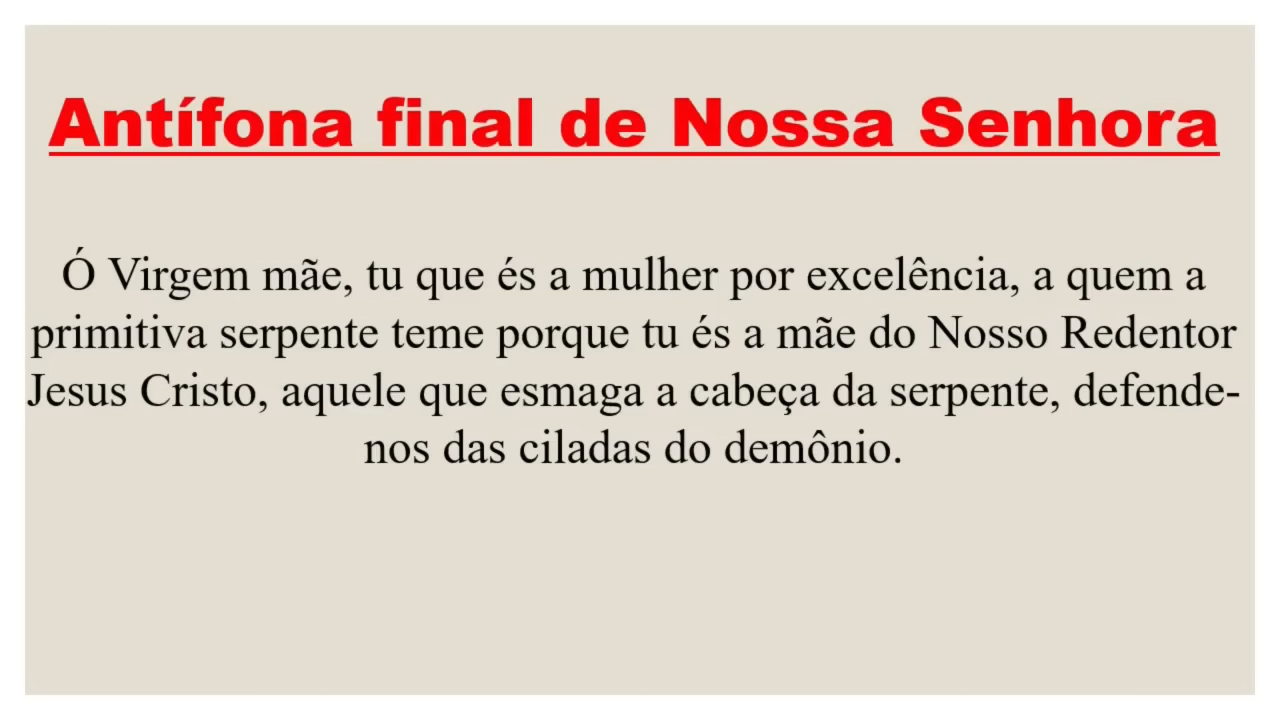 Antífona final de Nossa Senhora
Ó Virgem mãe, tu que és a mulher por excelência, a quem a
primitiva serpente teme porque tu és a mãe do Nosso Redentor
Jesus Cristo, aquele que esmaga a cabeça da serpente, defende-
nos das ciladas do demônio.